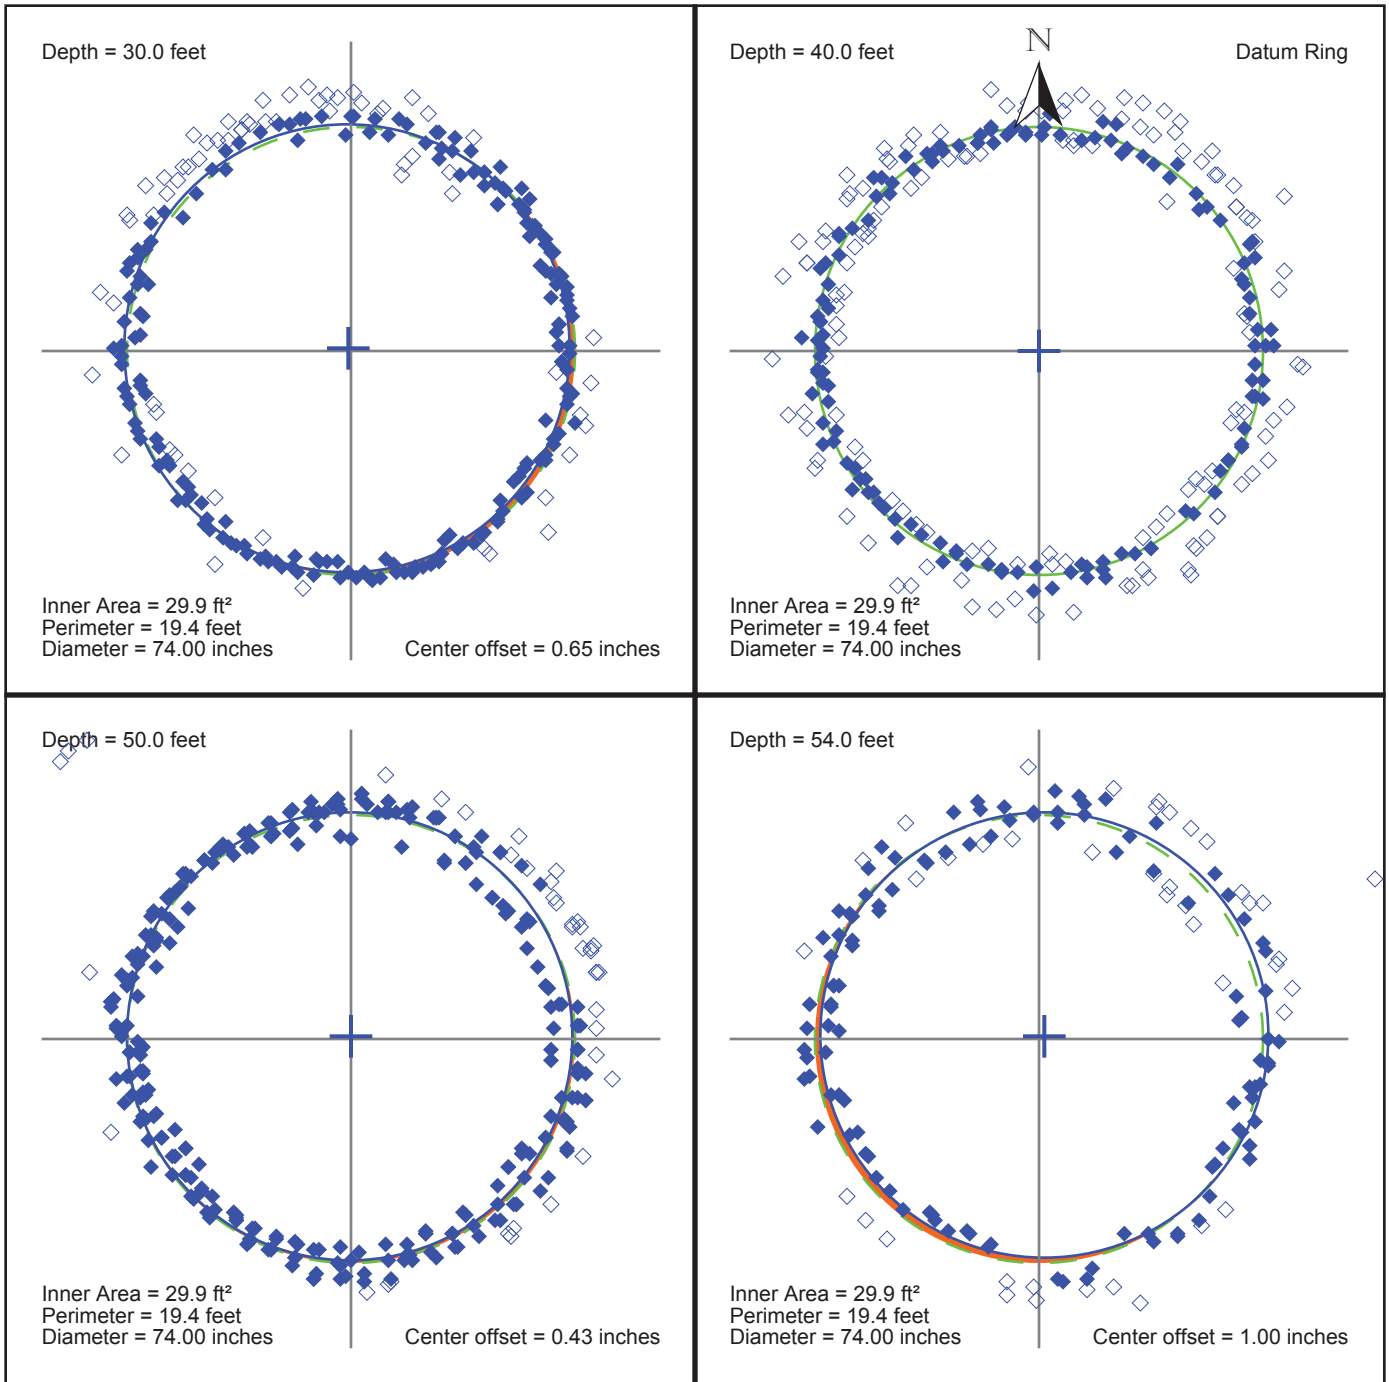 Depth = 30.0 feet
Inner Area = 29.9 ft²
Perimeter = 19.4 feet
Diameter = 74.00 inches
Center offset = 0.65 inches
N
Depth = 40.0 feet
Datum Ring
Inner Area = 29.9 ft²
Perimeter = 19.4 feet
Diameter = 74.00 inches
Depth = 50.0 feet
Inner Area = 29.9 ft²
Perimeter = 19.4 feet
Diameter = 74.00 inches
Center offset = 0.43 inches
Depth = 54.0 feet
Inner Area = 29.9 ft²
Perimeter = 19.4 feet
Diameter = 74.00 inches
Center offset = 1.00 inches